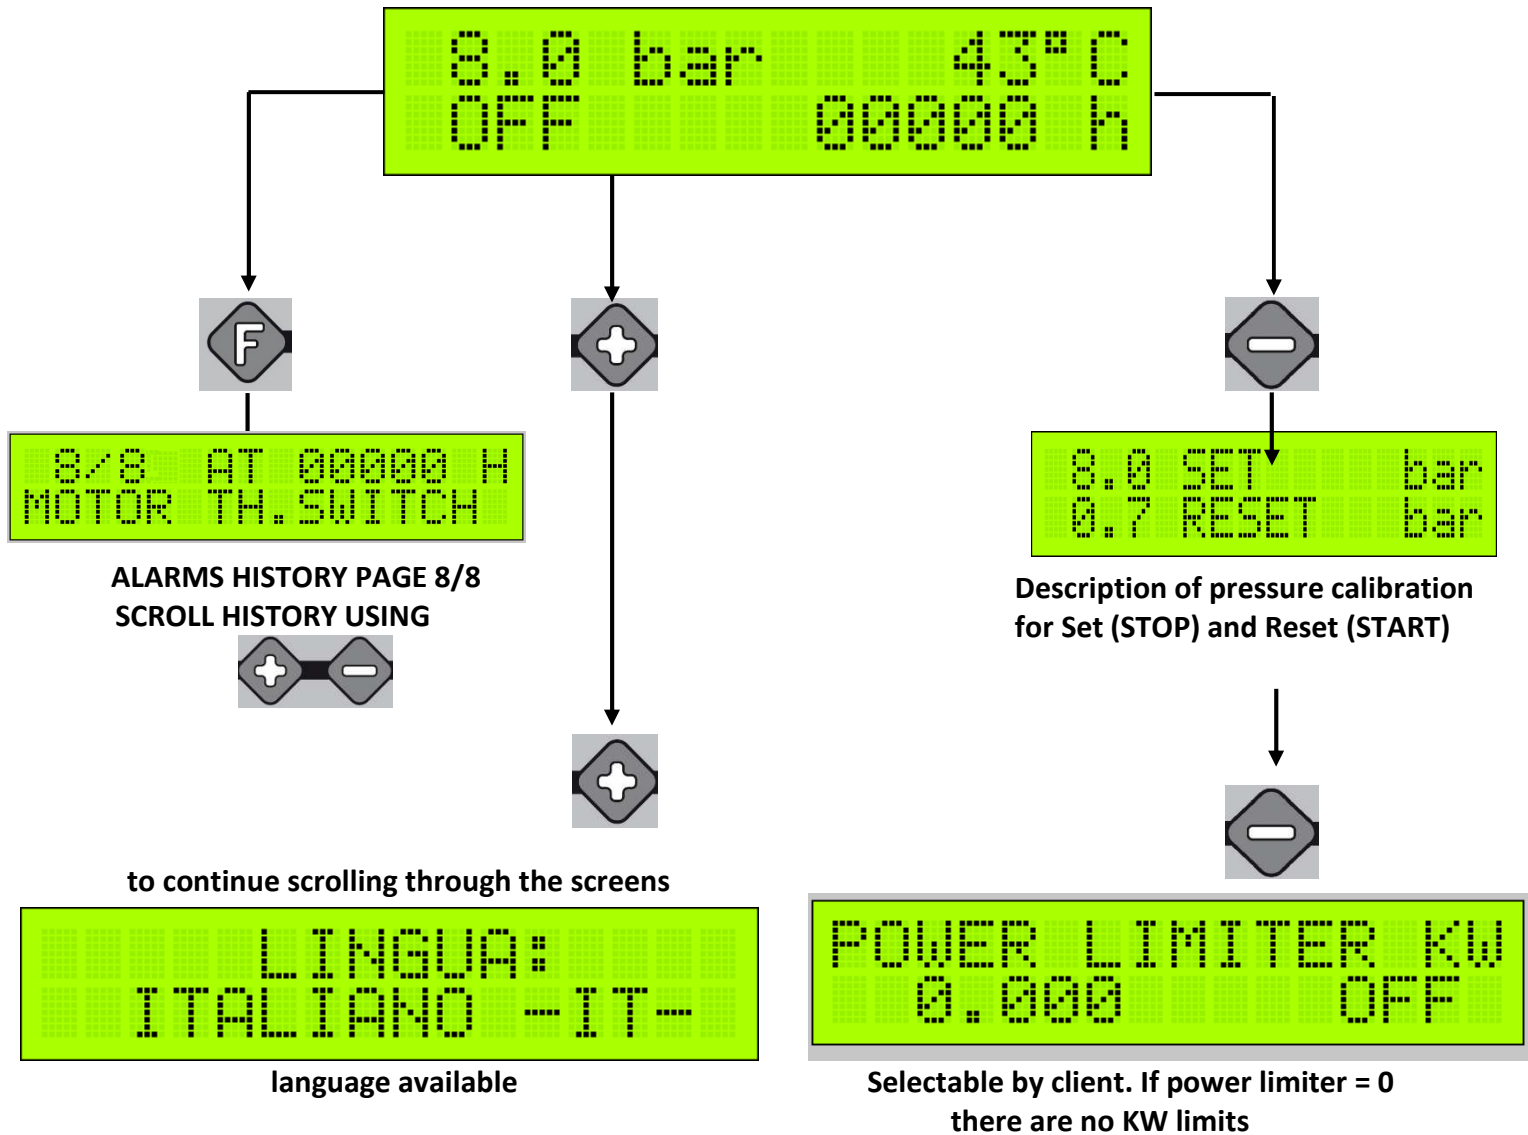 8.0 bar 43°C
OFF 00000 h
F
8/8 AT 00000 H
MOTOR TH.SWITCH
ALARMS HISTORY PAGE 8/8
SCROLL HISTORY USING
8.0 SET bar
0.7 RESET bar
Description of pressure calibration
for Set (STOP) and Reset (START)
to continue scrolling through the screens
LINGUA:
ITALIANO -IT-
language available
POWER LIMITER KW
0.000 OFF
Selectable by client. If power limiter = 0
there are no KW limits